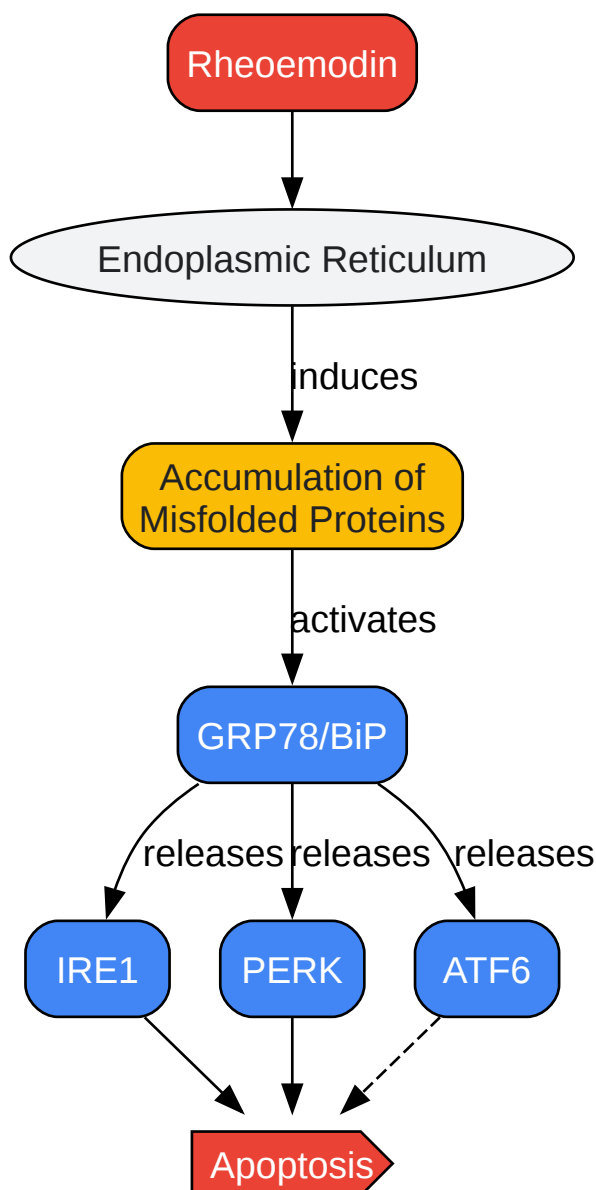 Rheoemodin
Endoplasmic Reticulum
induces
Accumulation of
Misfolded Proteins
activates
GRP78/BiP
releases releases releases
IRE1 PERK ATF6
Apoptosis